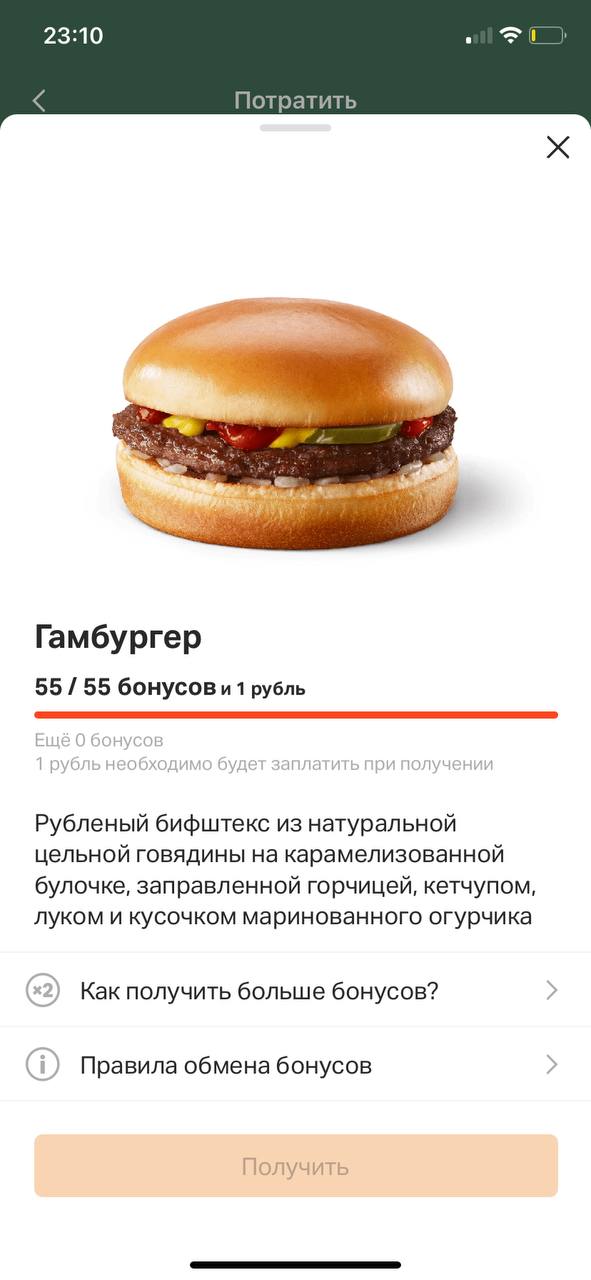 23:10
Потратить
Гамбургер
55 / 55 бонусов и 1 рубль
Ещё 0 бонусов
1 рубль необходимо будет заплатить при получении
Рубленый бифштекс из натуральной
цельной говядины на карамелизованной
булочке, заправленной горчицей, кетчупом,
луком и кусочком маринованного огурчика
×2 Как получить больше бонусов?
i Правила обмена бонусов
Получить